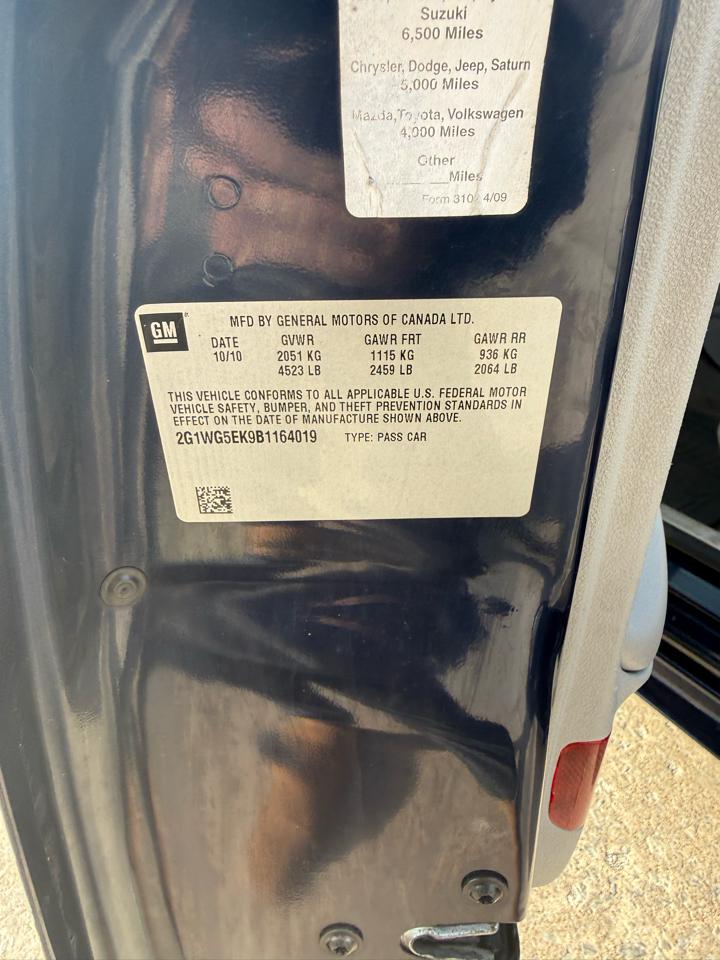 Suzuki
6,500 Miles
Chrysler, Dodge, Jeep, Saturn
5,000 Miles
Mazda, Toyota, Volkswagen
4,000 Miles
Other
______Miles
Form 4/09
GM
MFD BY GENERAL MOTORS OF CANADA LTD.
DATE GVWR GAWR FRT GAWR RR
10/10 2051 KG 1115 KG 936 KG
4523 LB 2459 LB 2064 LB
THIS VEHICLE CONFORMS TO ALL APPLICABLE U.S. FEDERAL MOTOR
VEHICLE SAFETY, BUMPER, AND THEFT PREVENTION STANDARDS IN
EFFECT ON THE DATE OF MANUFACTURE SHOWN ABOVE.
2G1WG5EK9B1164019 TYPE: PASS CAR